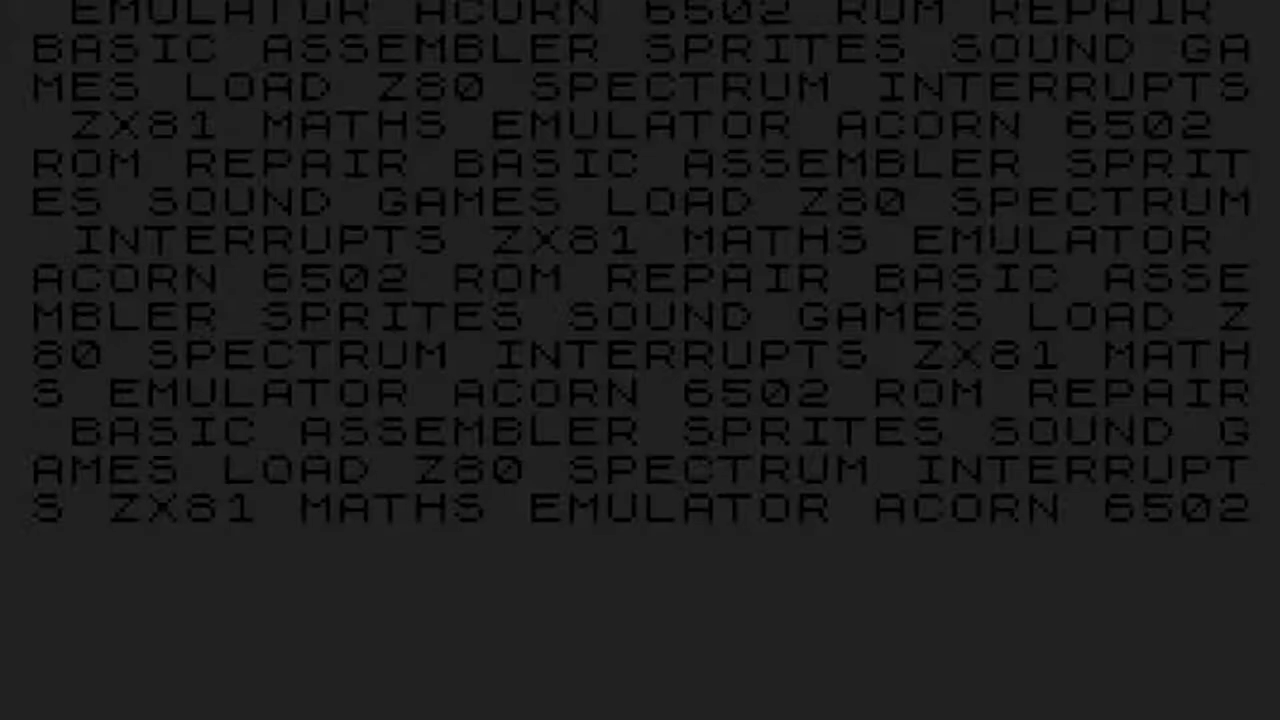 EMULATOR ACORN 6502 ROM REPAIR
BASIC ASSEMBLER SPRITES SOUND GA
MES LOAD Z80 SPECTRUM INTERRUPTS
ZX81 MATHS EMULATOR ACORN 6502
ROM REPAIR BASIC ASSEMBLER SPRIT
ES SOUND GAMES LOAD Z80 SPECTRUM
INTERRUPTS ZX81 MATHS EMULATOR
ACORN 6502 ROM REPAIR BASIC ASSE
MBLER SPRITES SOUND GAMES LOAD Z
80 SPECTRUM INTERRUPTS ZX81 MATH
S EMULATOR ACORN 6502 ROM REPAIR
BASIC ASSEMBLER SPRITES SOUND G
AMES LOAD Z80 SPECTRUM INTERRUPT
S ZX81 MATHS EMULATOR ACORN 6502